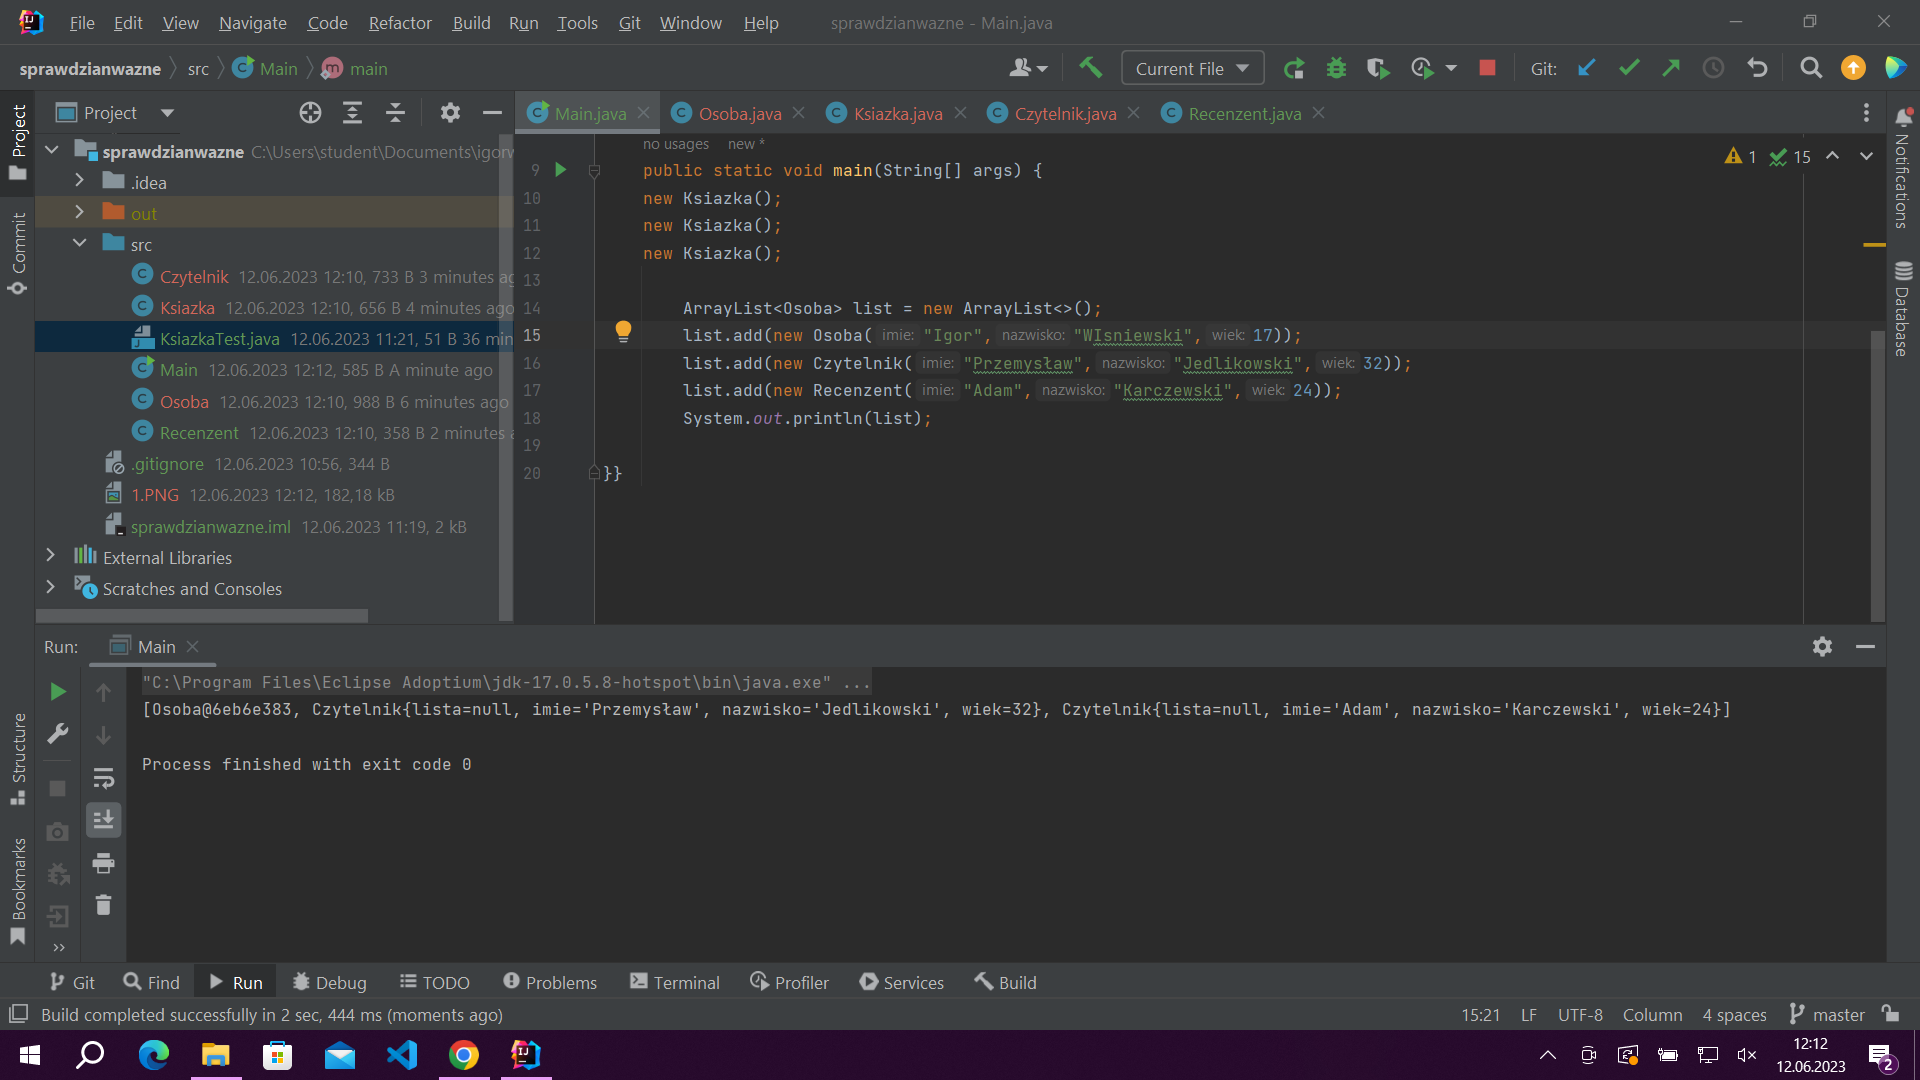 File Edit View Navigate Code Refactor Build Run Tools Git Window Help sprawdzianwazne - Main.java
sprawdzianwazne src Main main Current File Git:
Project
Main.java Osoba.java Ksiazka.java Czytelnik.java Recenzent.java
sprawdzianwazne C:\Users\student\Documents\igorw
.idea
out
src
Czytelnik 12.06.2023 12:10, 733 B 3 minutes ag
Ksiazka 12.06.2023 12:10, 656 B 4 minutes ago
KsiazkaTest.java 12.06.2023 11:21, 51 B 36 min
Main 12.06.2023 12:12, 585 B A minute ago
Osoba 12.06.2023 12:10, 988 B 6 minutes ago
Recenzent 12.06.2023 12:10, 358 B 2 minutes a
.gitignore 12.06.2023 10:56, 344 B
1.PNG 12.06.2023 12:12, 182,18 kB
sprawdzianwazne.iml 12.06.2023 11:19, 2 kB
External Libraries
Scratches and Consoles
no usages new *
1 15
9 public static void main(String[] args) {
10 new Ksiazka();
11 new Ksiazka();
12 new Ksiazka();
13
14 ArrayList<Osoba> list = new ArrayList<>();
15 list.add(new Osoba( imie: "Igor", nazwisko: "WIsniewski", wiek: 17));
16 list.add(new Czytelnik( imie: "Przemysław", nazwisko: "Jedlikowski", wiek: 32));
17 list.add(new Recenzent( imie: "Adam", nazwisko: "Karczewski", wiek: 24));
18 System.out.println(list);
19
20 }}
Project
Commit
Structure
Bookmarks
Notifications
Database
Run: Main
"C:\Program Files\Eclipse Adoptium\jdk-17.0.5.8-hotspot\bin\java.exe" ...
[Osoba@6eb6e383, Czytelnik{lista=null, imie='Przemysław', nazwisko='Jedlikowski', wiek=32}, Czytelnik{lista=null, imie='Adam', nazwisko='Karczewski', wiek=24}]
Process finished with exit code 0
Git Find Run Debug TODO Problems Terminal Profiler Services Build
Build completed successfully in 2 sec, 444 ms (moments ago)
15:21 LF UTF-8 Column 4 spaces master
12:12
12.06.2023
2